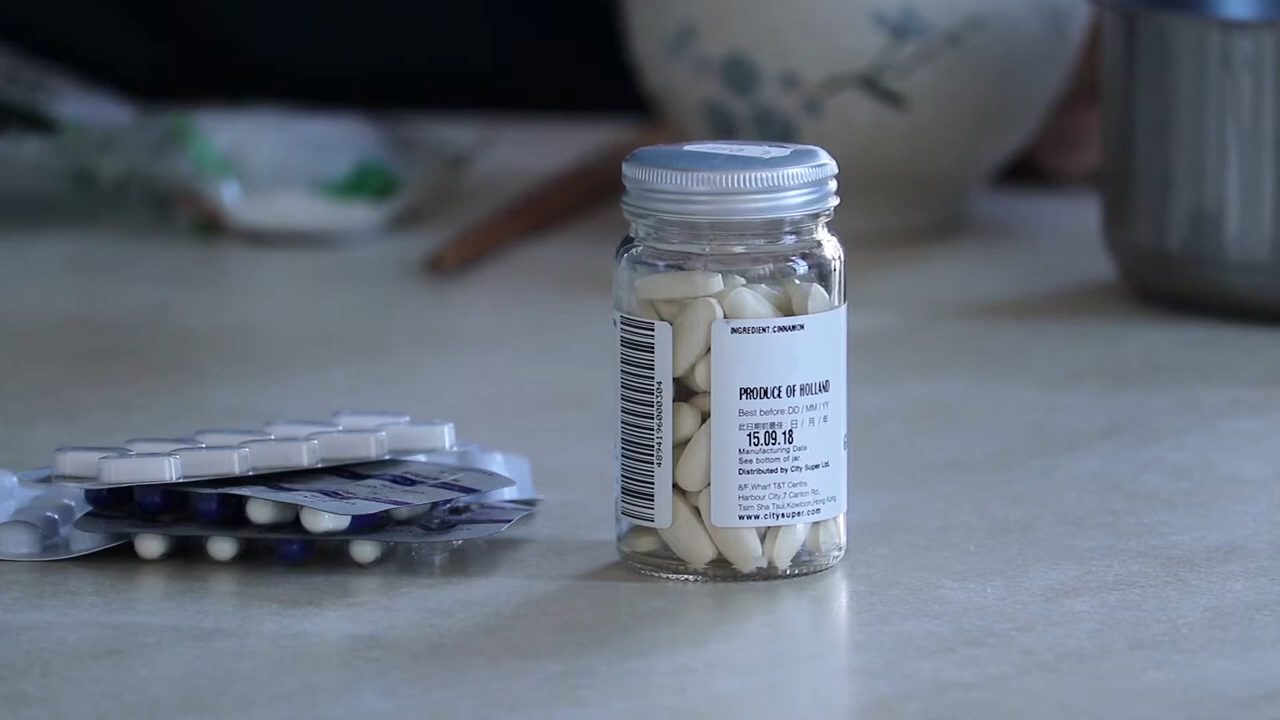 INGREDIENT:CINNAMON
PRODUCE OF HOLLAND
Best before:DD / MM / YY
此日期前最佳 : 日 / 月 / 年
15.09.18
Manufacturing Date
See bottom of jar.
Distributed by City Super Ltd.
8/F,Wharf T&T Centre,
Harbour City,7 Canton Rd.,
Tsim Sha Tsui,Kowloon,Hong Kong
www.citysuper.com
4894196000304